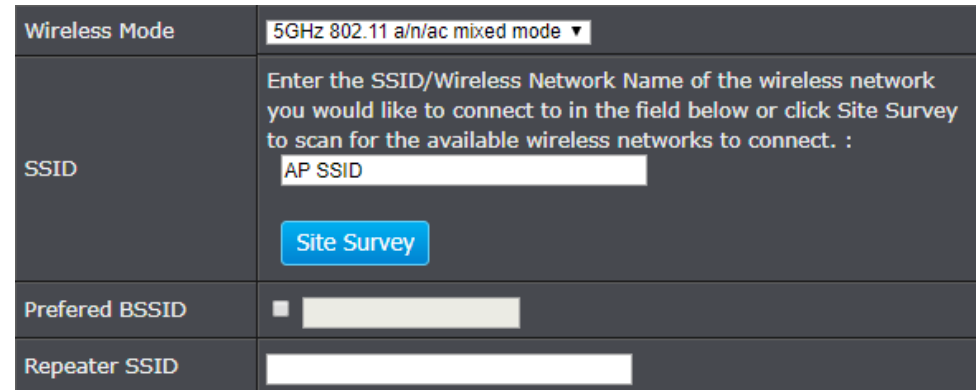 Wireless Mode
5GHz 802.11 a/n/ac mixed mode
SSID
Enter the SSID/Wireless Network Name of the wireless network
you would like to connect to in the field below or click Site Survey
to scan for the available wireless networks to connect. :
AP SSID
Site Survey
Prefered BSSID
Repeater SSID